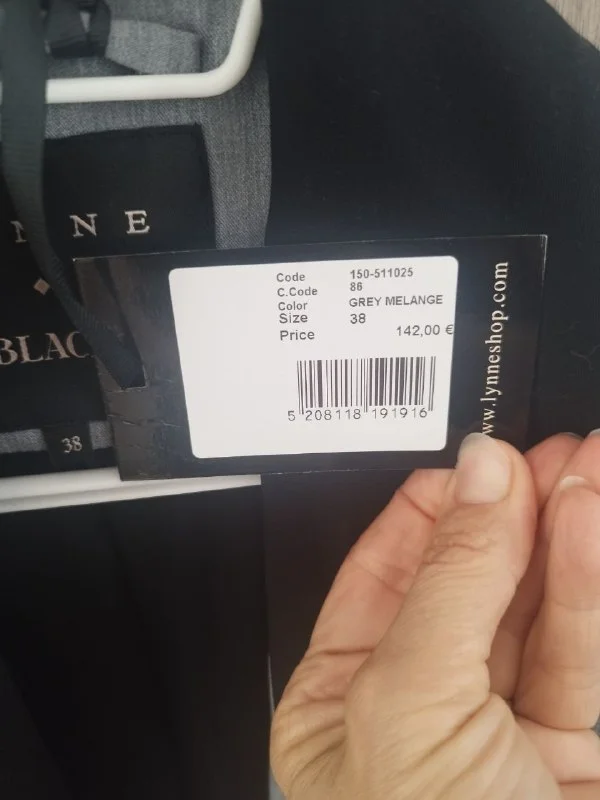 N N E
BLAC
38
Code 150-511025
C.Code 86
Color GREY MELANGE
Size 38
Price 142,00 €
5 208118 191916
ww.lynneshop.com